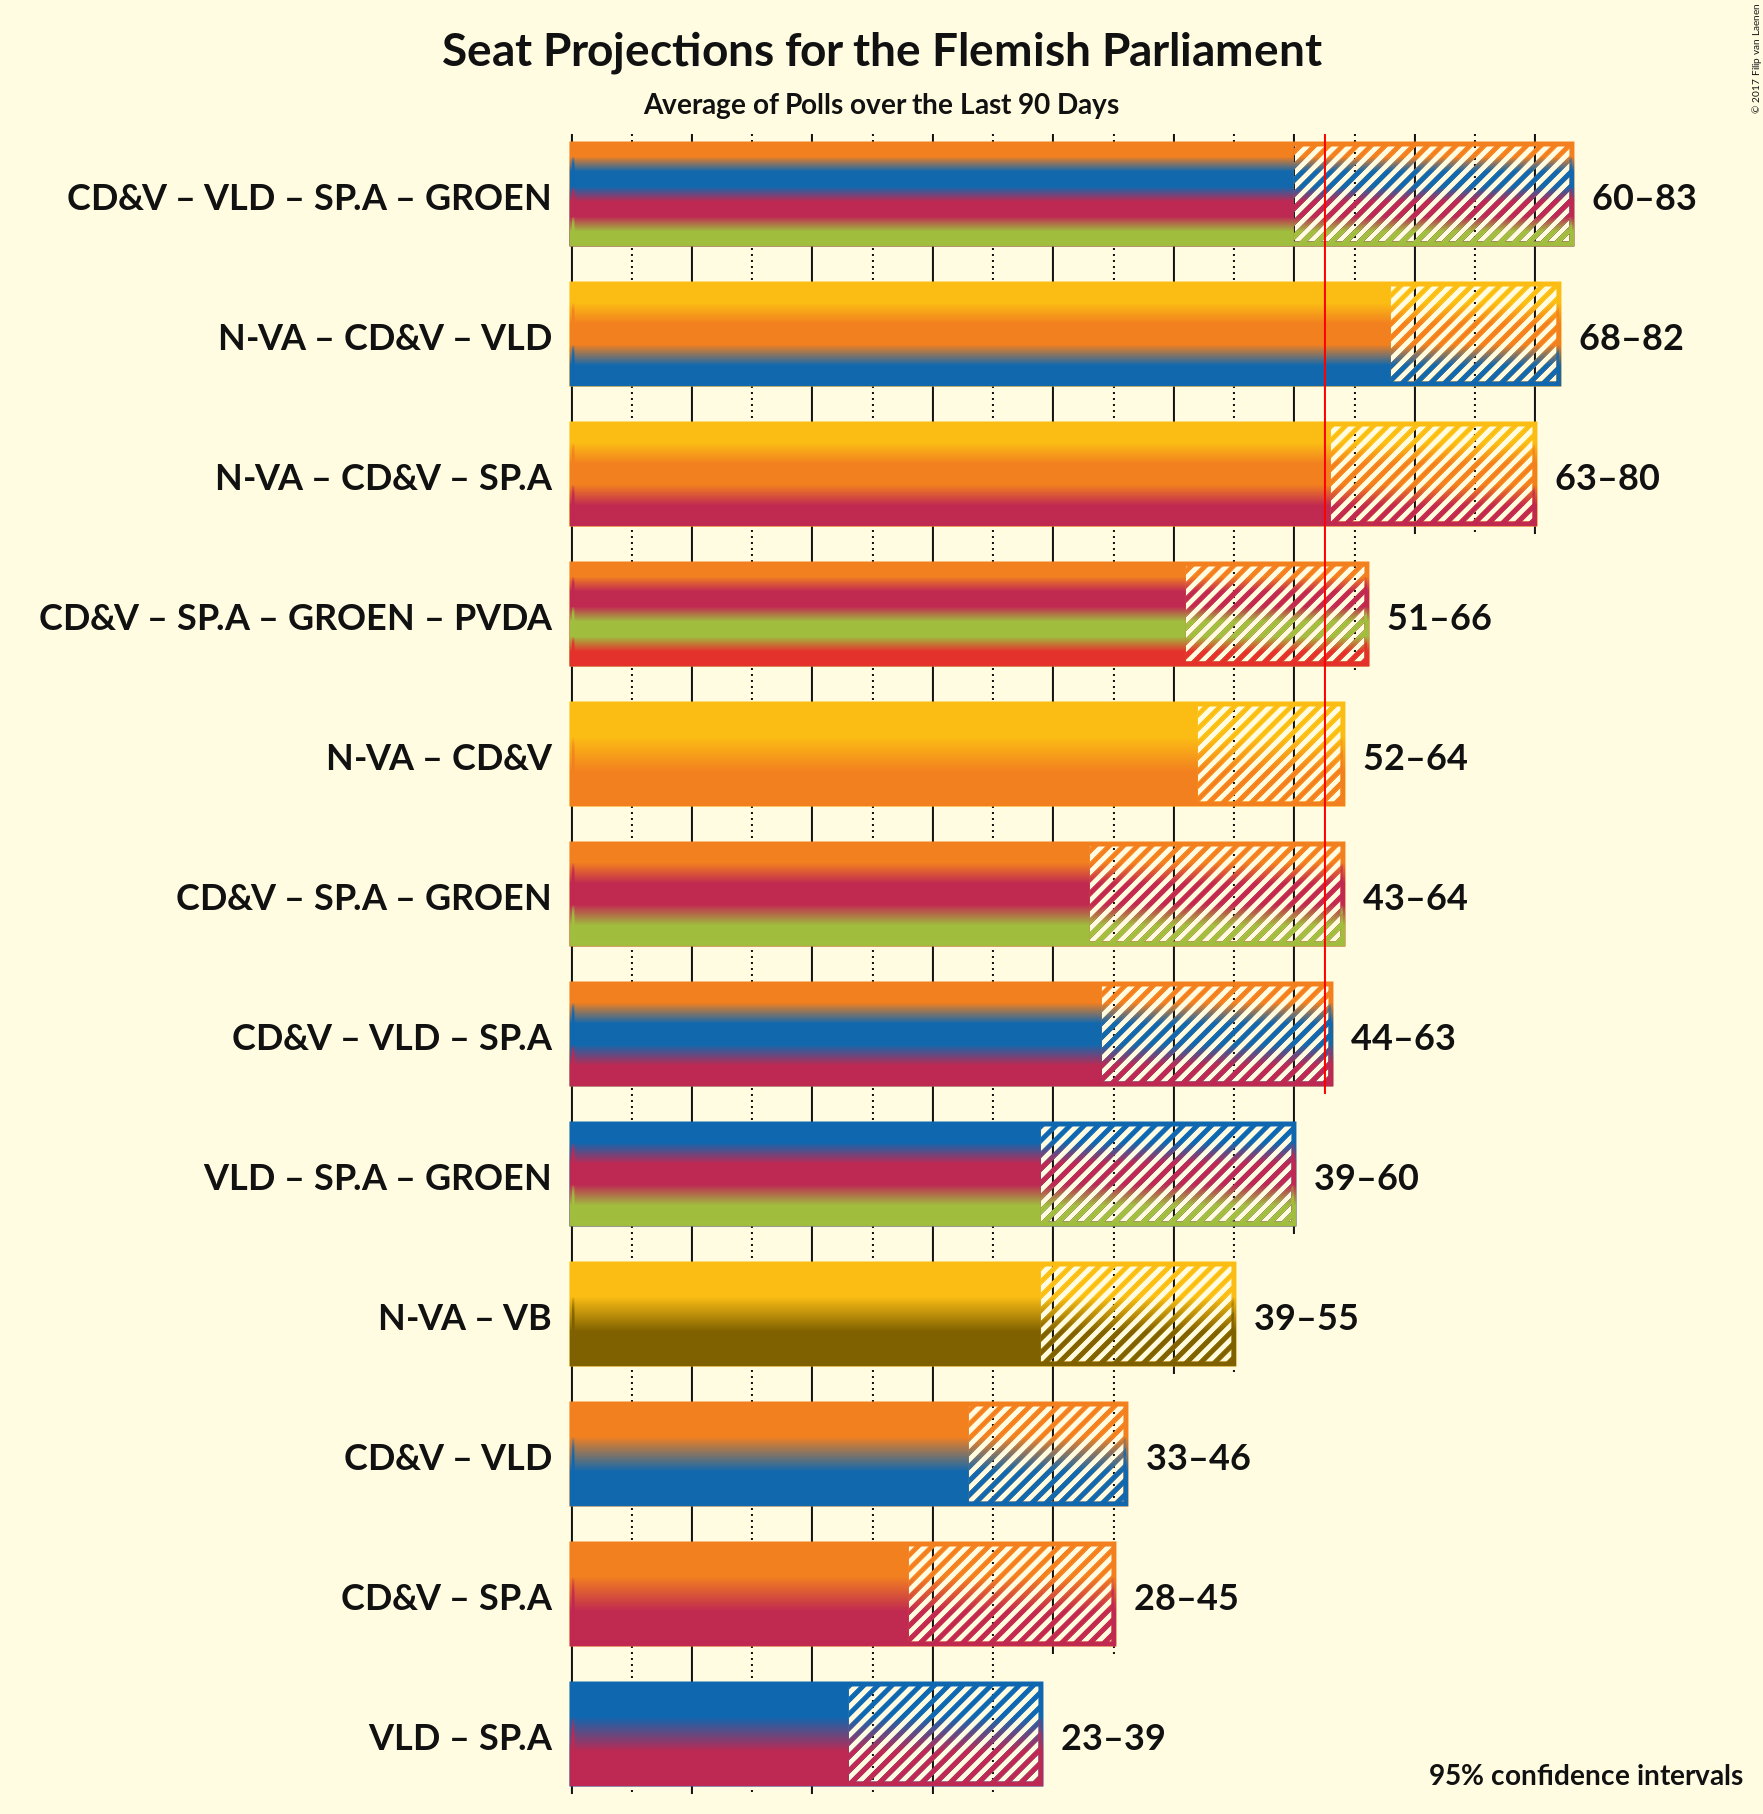 Seat Projections for the Flemish Parliament
Average of Polls over the Last 90 Days
© 2017 Filip van Laenen
CD&V – VLD – SP.A – GROEN 60–83
N-VA – CD&V – VLD 68–82
N-VA – CD&V – SP.A 63–80
CD&V – SP.A – GROEN – PVDA 51–66
N-VA – CD&V 52–64
CD&V – SP.A – GROEN 43–64
CD&V – VLD – SP.A 44–63
VLD – SP.A – GROEN 39–60
N-VA – VB 39–55
CD&V – VLD 33–46
CD&V – SP.A 28–45
VLD – SP.A 23–39
95% confidence intervals